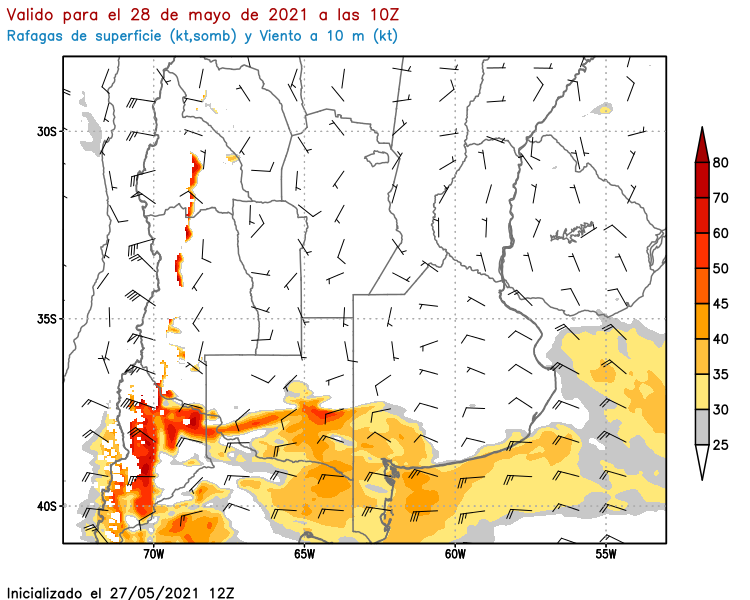 Valido para el 28 de mayo de 2021 a las 10Z
Rafagas de superficie (kt,somb) y Viento a 10 m (kt)
30S
35S
40S
70W
65W
60W
55W
80
70
60
50
45
40
35
30
25
Inicializado el 27/05/2021 12Z